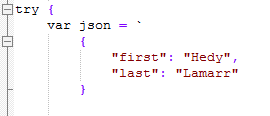 try {
var json = `
{
"first": "Hedy",
"last": "Lamarr"
}